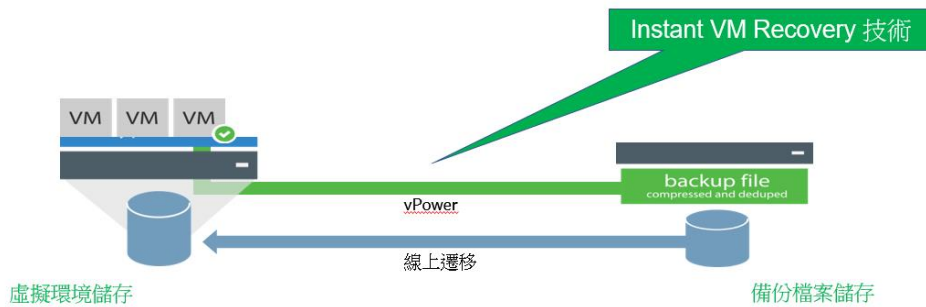 Instant VM Recovery 技術
VM VM VM
backup file
compressed and deduped
vPower
線上遷移
虛擬環境儲存
備份檔案儲存